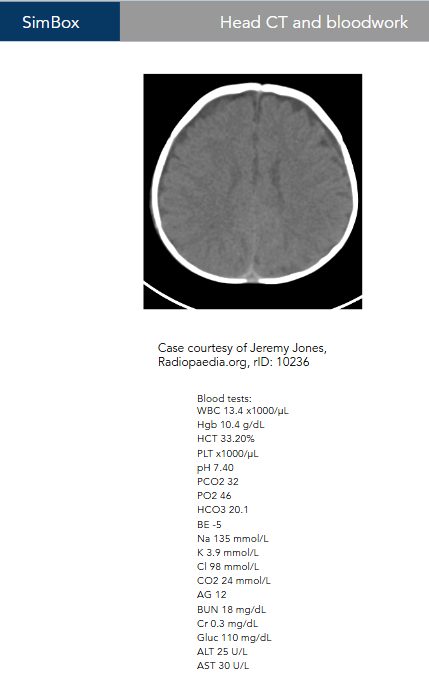 SimBox
Head CT and bloodwork
Case courtesy of Jeremy Jones,
Radiopaedia.org, rID: 10236
Blood tests:
WBC 13.4 x1000/µL
Hgb 10.4 g/dL
HCT 33.20%
PLT x1000/µL
pH 7.40
PCO2 32
PO2 46
HCO3 20.1
BE -5
Na 135 mmol/L
K 3.9 mmol/L
Cl 98 mmol/L
CO2 24 mmol/L
AG 12
BUN 18 mg/dL
Cr 0.3 mg/dL
Gluc 110 mg/dL
ALT 25 U/L
AST 30 U/L